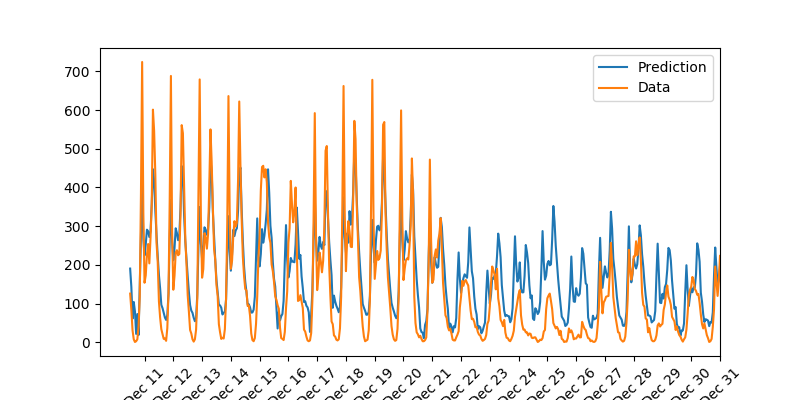 Prediction
Data
700
600
500
400
300
200
100
0
Dec 11
Dec 12
Dec 13
Dec 14
Dec 15
Dec 16
Dec 17
Dec 18
Dec 19
Dec 20
Dec 21
Dec 22
Dec 23
Dec 24
Dec 25
Dec 26
Dec 27
Dec 28
Dec 29
Dec 30
Dec 31